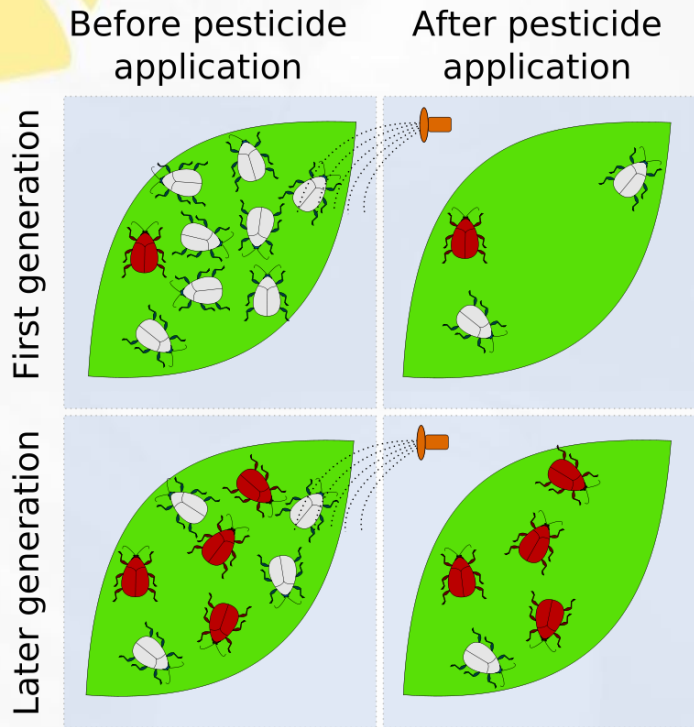 Before pesticide
application
After pesticide
application
First generation
Later generation